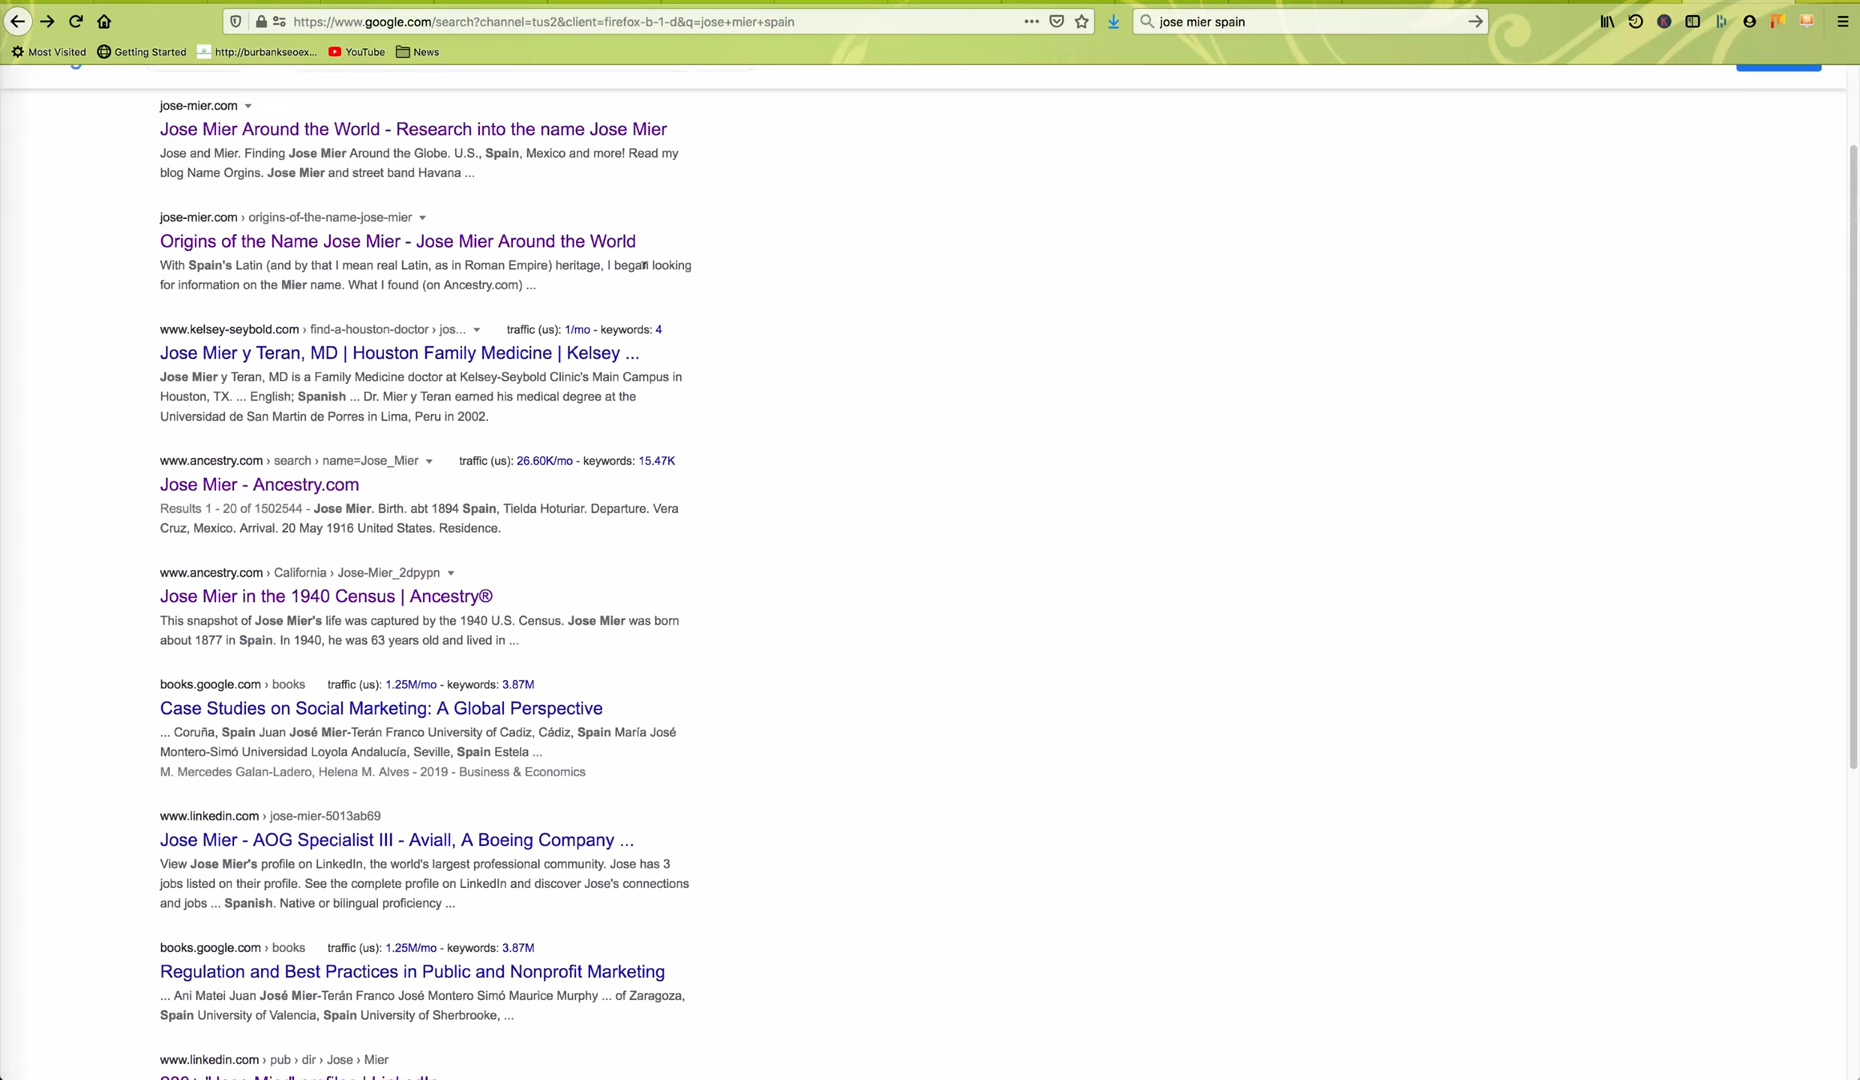 https://www.google.com/search?channel=tus2&client=firefox-b-1-d&q=jose+mier+spain
jose mier spain
Most Visited Getting Started http://burbankseoex... YouTube News
jose-mier.com
Jose Mier Around the World - Research into the name Jose Mier
Jose and Mier. Finding Jose Mier Around the Globe. U.S., Spain, Mexico and more! Read my
blog Name Orgins. Jose Mier and street band Havana ...
jose-mier.com › origins-of-the-name-jose-mier
Origins of the Name Jose Mier - Jose Mier Around the World
With Spain's Latin (and by that I mean real Latin, as in Roman Empire) heritage, I began looking
for information on the Mier name. What I found (on Ancestry.com) ...
www.kelsey-seybold.com › find-a-houston-doctor › jos... traffic (us): 1/mo - keywords: 4
Jose Mier y Teran, MD | Houston Family Medicine | Kelsey ...
Jose Mier y Teran, MD is a Family Medicine doctor at Kelsey-Seybold Clinic's Main Campus in
Houston, TX. ... English; Spanish ... Dr. Mier y Teran earned his medical degree at the
Universidad de San Martin de Porres in Lima, Peru in 2002.
www.ancestry.com › search › name=Jose_Mier traffic (us): 26.60K/mo - keywords: 15.47K
Jose Mier - Ancestry.com
Results 1 - 20 of 1502544 - Jose Mier. Birth. abt 1894 Spain, Tielda Hoturiar. Departure. Vera
Cruz, Mexico. Arrival. 20 May 1916 United States. Residence.
www.ancestry.com › California › Jose-Mier_2dpypn
Jose Mier in the 1940 Census | Ancestry®
This snapshot of Jose Mier's life was captured by the 1940 U.S. Census. Jose Mier was born
about 1877 in Spain. In 1940, he was 63 years old and lived in ...
books.google.com › books traffic (us): 1.25M/mo - keywords: 3.87M
Case Studies on Social Marketing: A Global Perspective
... Coruña, Spain Juan José Mier-Terán Franco University of Cadiz, Cádiz, Spain María José
Montero-Simó Universidad Loyola Andalucía, Seville, Spain Estela ...
M. Mercedes Galan-Ladero, Helena M. Alves - 2019 - Business & Economics
www.linkedin.com › jose-mier-5013ab69
Jose Mier - AOG Specialist III - Aviall, A Boeing Company ...
View Jose Mier's profile on LinkedIn, the world's largest professional community. Jose has 3
jobs listed on their profile. See the complete profile on LinkedIn and discover Jose's connections
and jobs ... Spanish. Native or bilingual proficiency ...
books.google.com › books traffic (us): 1.25M/mo - keywords: 3.87M
Regulation and Best Practices in Public and Nonprofit Marketing
... Ani Matei Juan José Mier-Terán Franco José Montero Simó Maurice Murphy ... of Zaragoza,
Spain University of Valencia, Spain University of Sherbrooke, ...
www.linkedin.com › pub › dir › Jose › Mier
"Jose Mier" profiles | LinkedIn